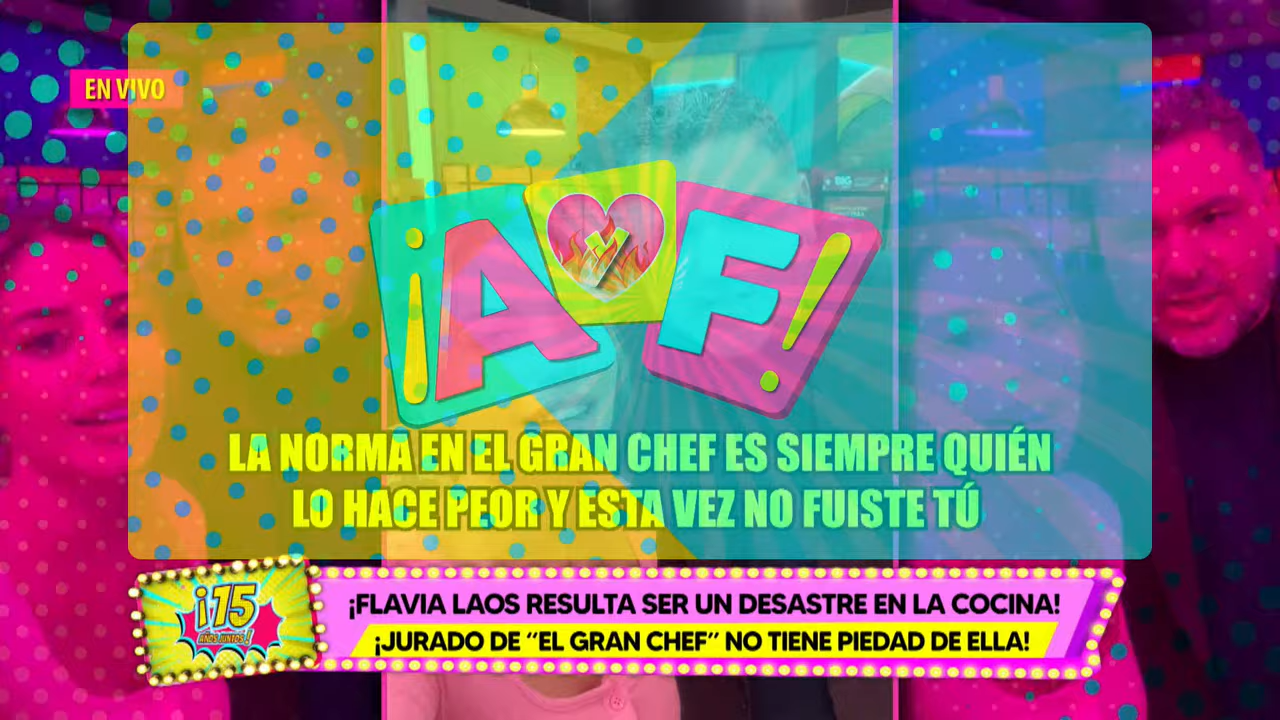 EN VIVO
¡A F!
LA NORMA EN EL GRAN CHEF ES SIEMPRE QUIÉN
LO HACE PEOR Y ESTA VEZ NO FUISTE TÚ
¡15
AÑOS JUNTOS!
¡FLAVIA LAOS RESULTA SER UN DESASTRE EN LA COCINA!
¡JURADO DE “EL GRAN CHEF” NO TIENE PIEDAD DE ELLA!